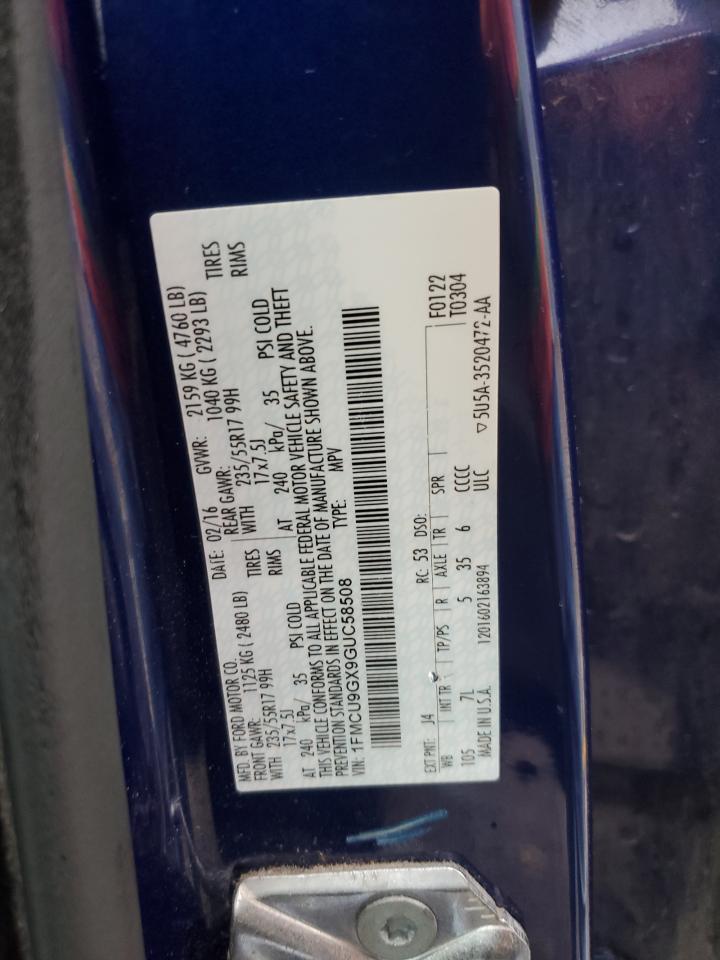 MFD. BY FORD MOTOR CO.
DATE: 02/16 GVWR: 2159 KG ( 4760 LB)
FRONT GAWR: 1125 KG ( 2480 LB) REAR GAWR: 1040 KG ( 2293 LB)
WITH 235/55R17 99H TIRES WITH 235/55R17 99H TIRES
17x7.5J RIMS 17x7.5J RIMS
AT 240 kPa/ 35 PSI COLD AT 240 kPa/ 35 PSI COLD
THIS VEHICLE CONFORMS TO ALL APPLICABLE FEDERAL MOTOR VEHICLE SAFETY AND THEFT
PREVENTION STANDARDS IN EFFECT ON THE DATE OF MANUFACTURE SHOWN ABOVE.
VIN: 1FMCU9GX9GUC58508 TYPE: MPV
EXT PNT: J4 RC: 53 DSO: F0122
WB INT TR TP/PS R AXLE TR SPR T0304
105 7L 5 35 6 CCCC
MADE IN U.S.A. 1201602163894 ULC ▽5U5A-3520472-AA